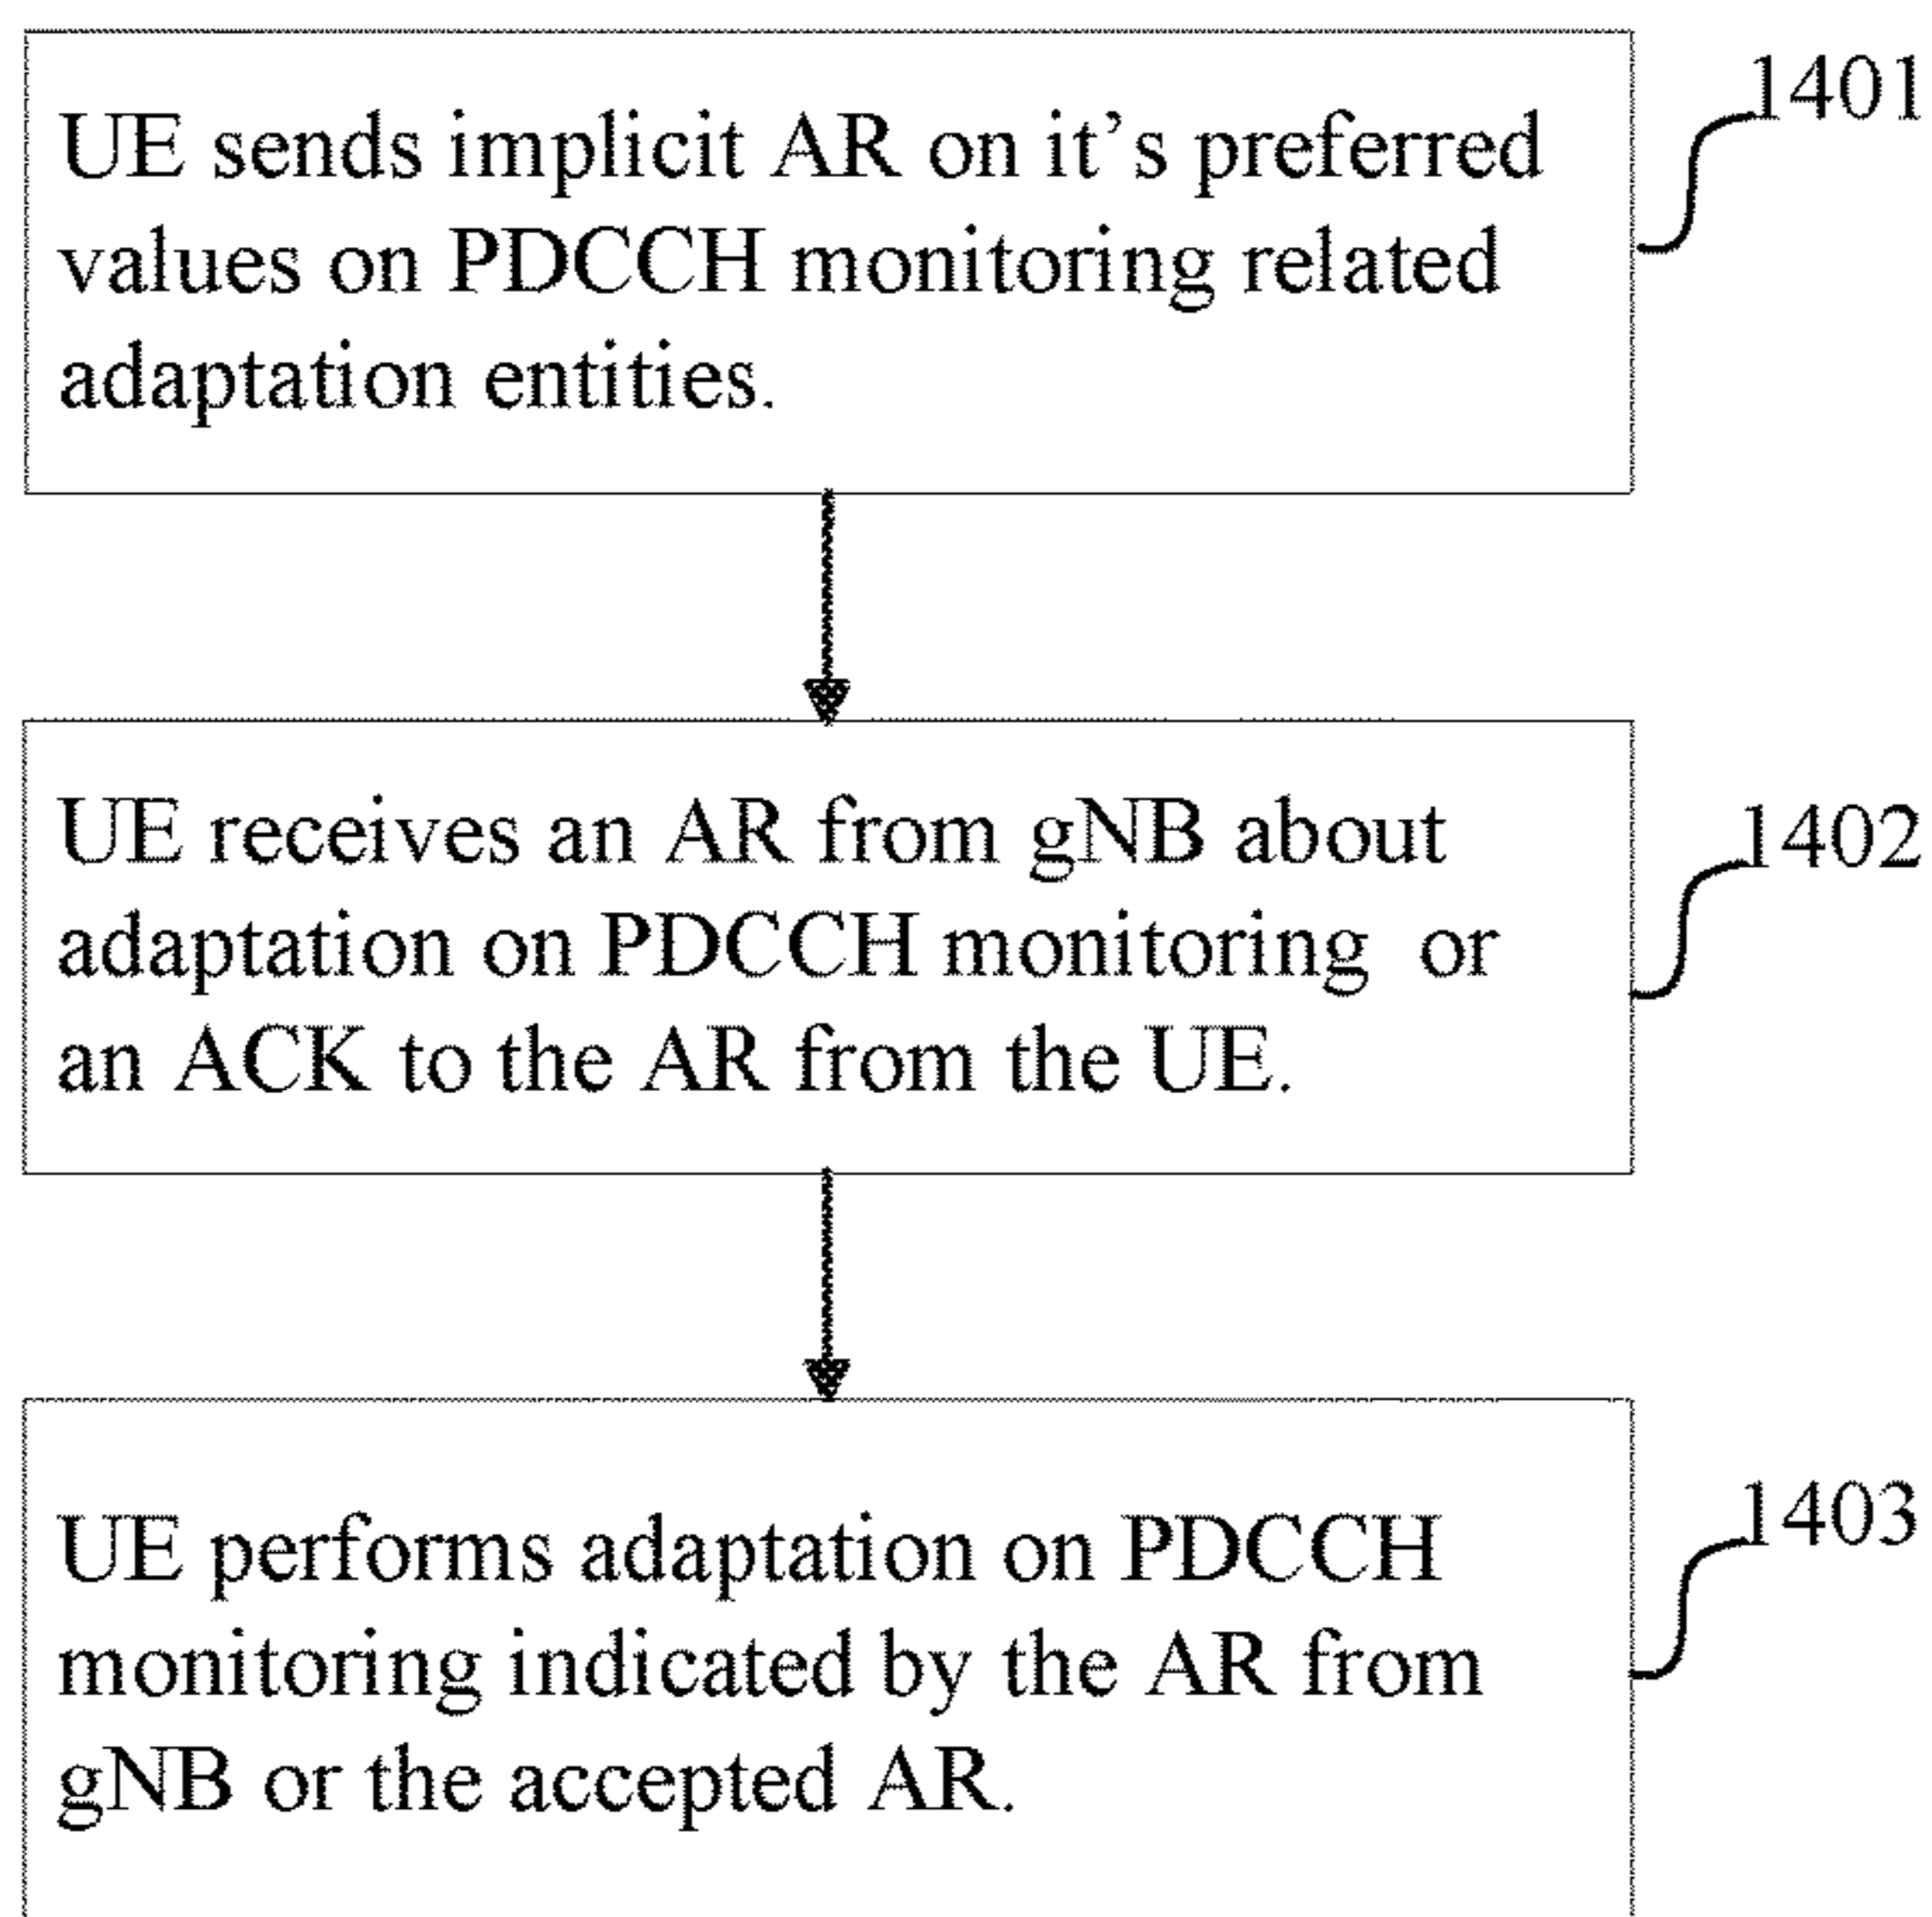 UE sends implicit AR on it’s preferred
values on PDCCH monitoring related
adaptation entities.
1401
UE receives an AR from gNB about
adaptation on PDCCH monitoring or
an ACK to the AR from the UE.
1402
UE performs adaptation on PDCCH
monitoring indicated by the AR from
gNB or the accepted AR.
1403